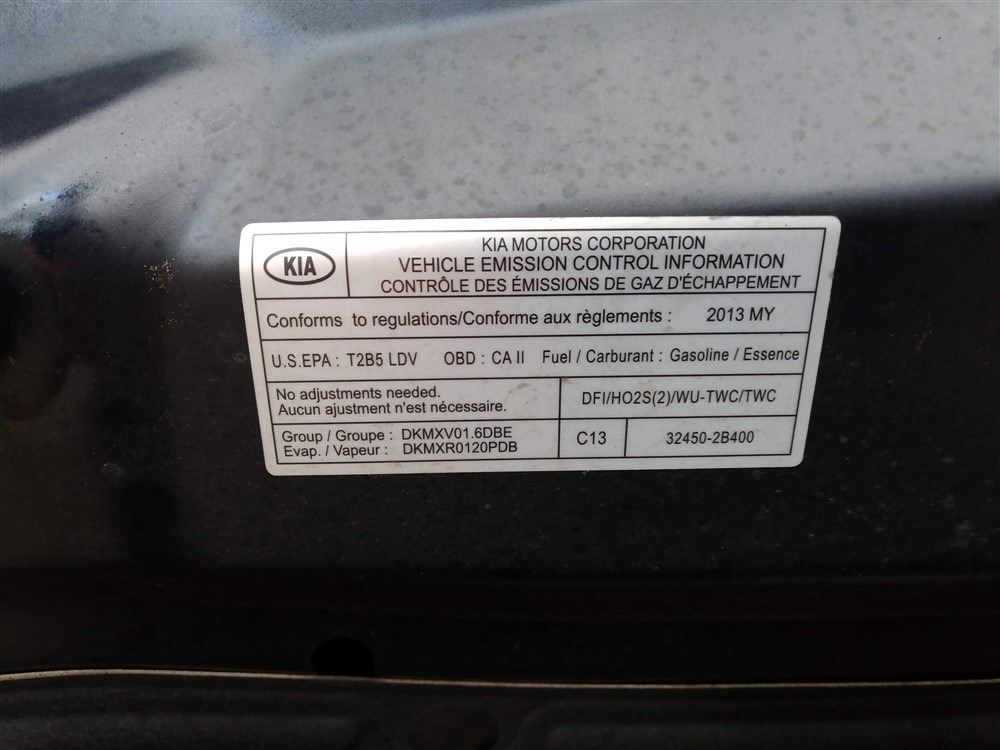 KIA
KIA MOTORS CORPORATION
VEHICLE EMISSION CONTROL INFORMATION
CONTRÔLE DES ÉMISSIONS DE GAZ D'ÉCHAPPEMENT
Conforms to regulations/Conforme aux règlements : 2013 MY
U.S.EPA : T2B5 LDV OBD : CA II Fuel / Carburant : Gasoline / Essence
No adjustments needed.
Aucun ajustment n'est nécessaire.
DFI/HO2S(2)/WU-TWC/TWC
Group / Groupe : DKMXV01.6DBE
Evap. / Vapeur : DKMXR0120PDB
C13
32450-2B400